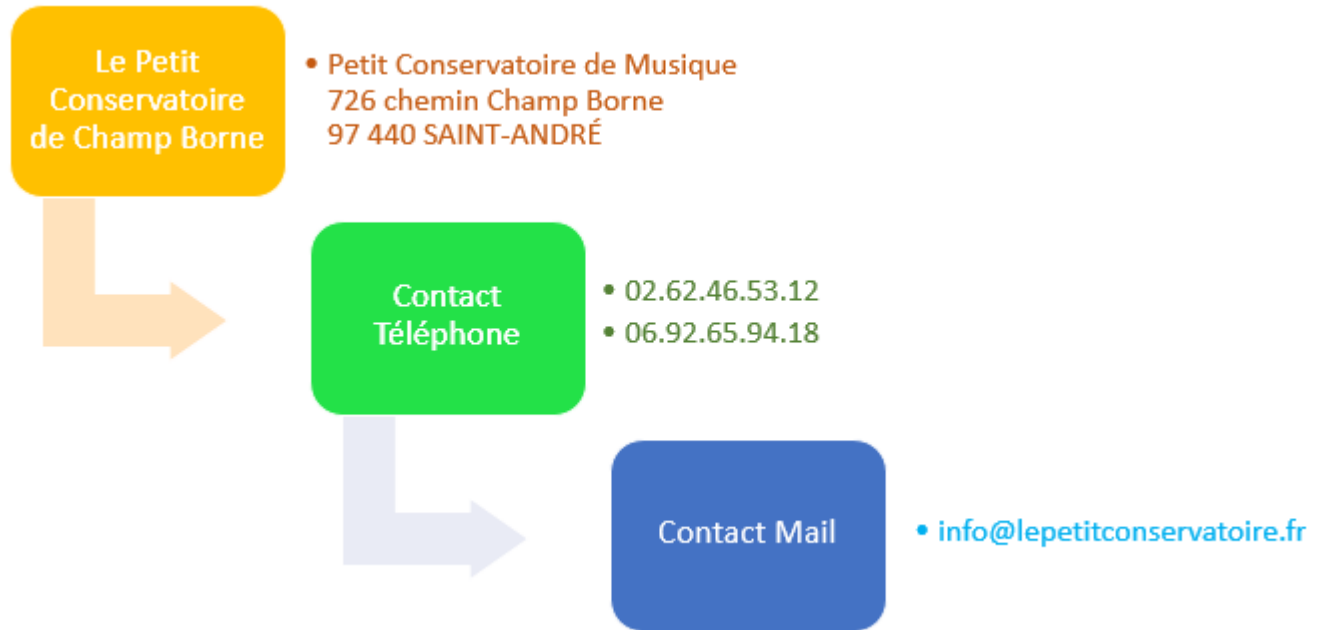 Le Petit
Conservatoire
de Champ Borne
• Petit Conservatoire de Musique
726 chemin Champ Borne
97 440 SAINT-ANDRÉ
Contact
Téléphone
• 02.62.46.53.12
• 06.92.65.94.18
Contact Mail
• info@lepetitconservatoire.fr